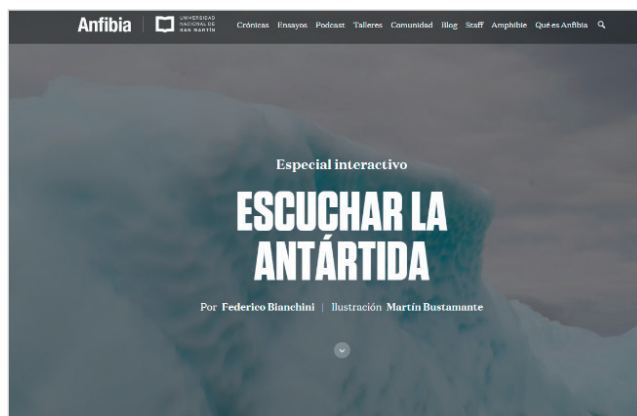 Anfibia
UNIVERSIDAD
NACIONAL DE
SAN MARTÍN
Crónicas Ensayos Podcast Talleres Comunidad Blog Staff Amphibie Qué es Anfibia
Especial interactivo
ESCUCHAR LA
ANTÁRTIDA
Por Federico Bianchini | Ilustración Martín Bustamante